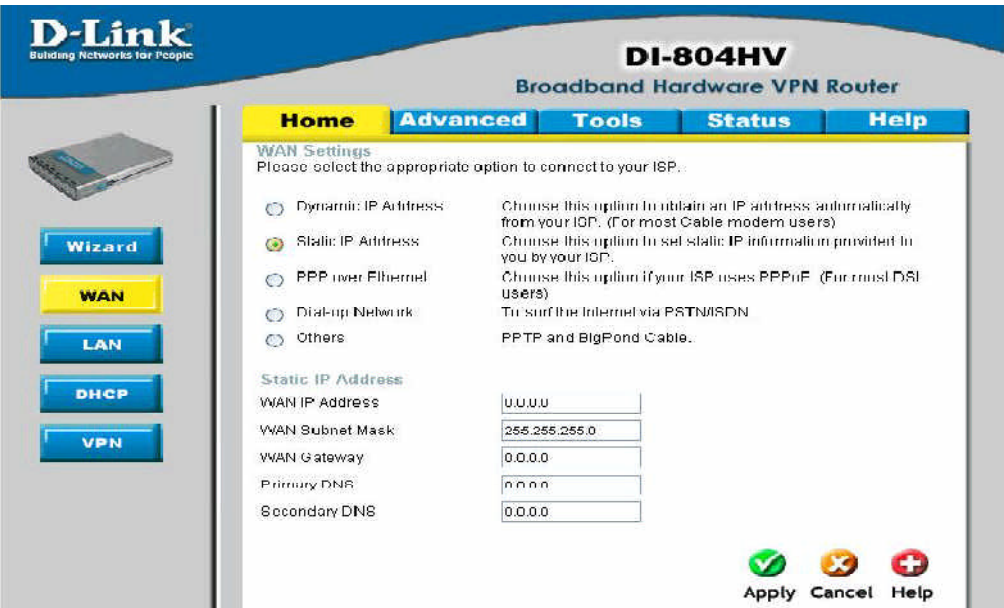 D-Link
Building Networks for People
DI-804HV
Broadband Hardware VPN Router
Home Advanced Tools Status Help
WAN Settings
Please select the appropriate option to connect to your ISP.
Dynamic IP Address Choose this option to obtain an IP address automatically
from your ISP. (For most Cable modem users)
Static IP Address Choose this option to set static IP information provided to
you by your ISP.
PPP over Ethernet Choose this option if your ISP uses PPPoE. (For most DSL
users)
Dial-up Network To surf the Internet via PSTN/ISDN
Others PPTP and BigPond Cable.
Wizard
WAN
LAN
DHCP
VPN
Static IP Address
WAN IP Address 0.0.0.0
WAN Subnet Mask 255.255.255.0
WAN Gateway 0.0.0.0
Primary DNS 0.0.0.0
Secondary DNS 0.0.0.0
Apply Cancel Help